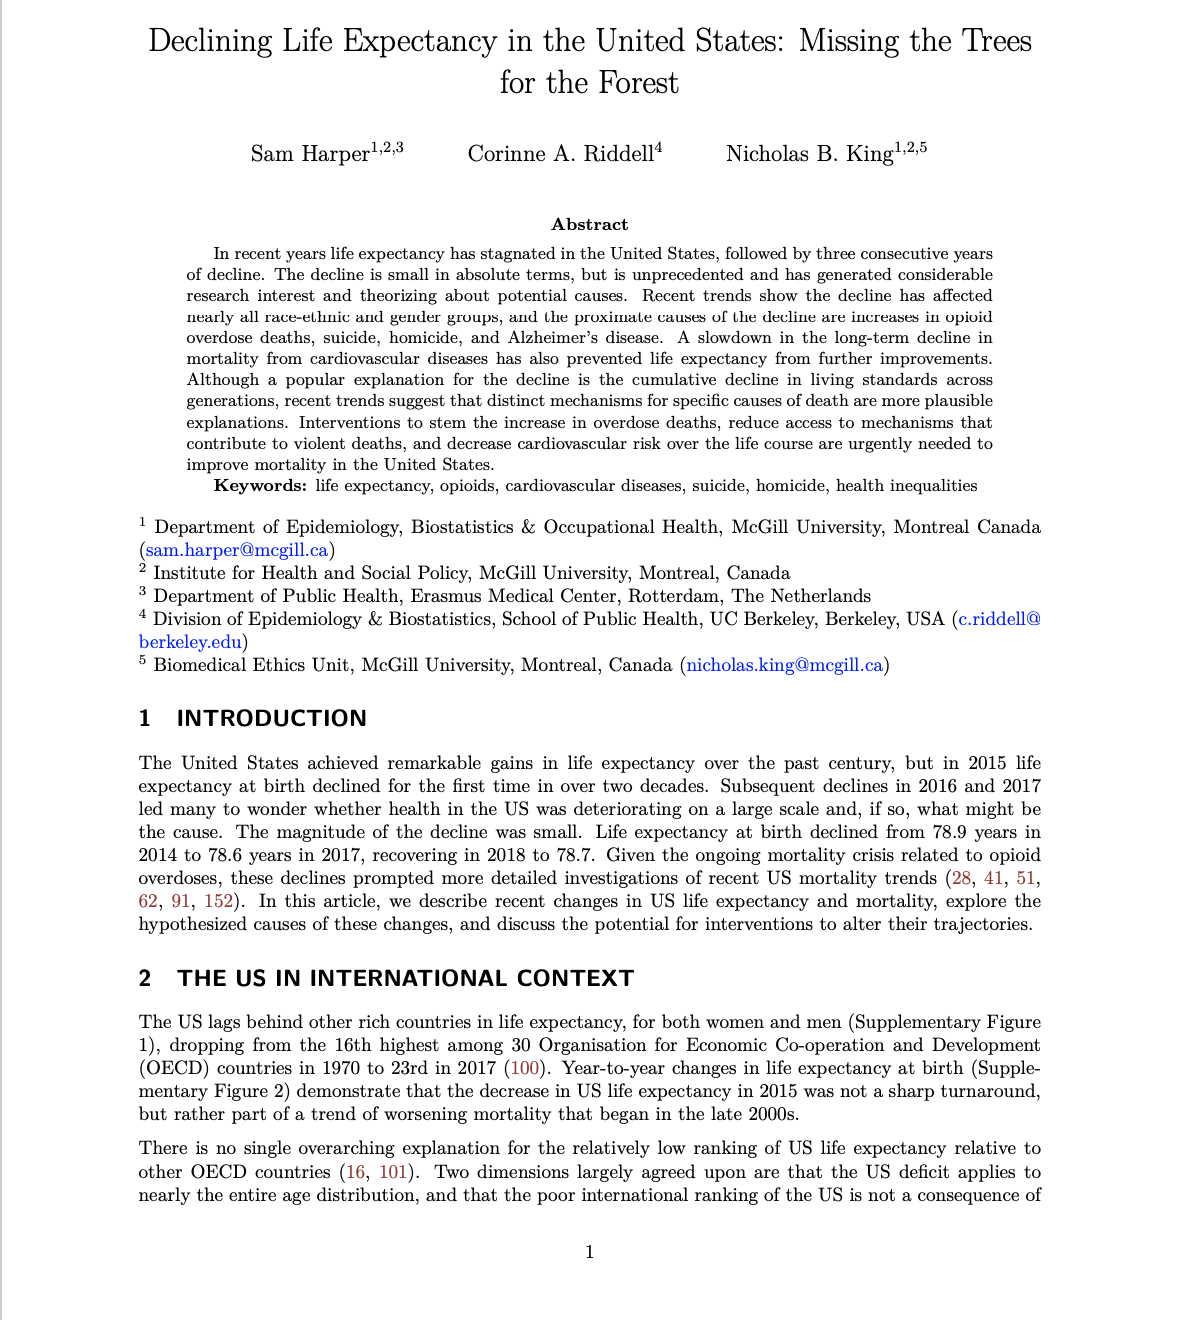 Declining Life Expectancy in the United States: Missing the Trees
for the Forest
Sam Harper1,2,3 Corinne A. Riddell4 Nicholas B. King1,2,5
Abstract
In recent years life expectancy has stagnated in the United States, followed by three consecutive years
of decline. The decline is small in absolute terms, but is unprecedented and has generated considerable
research interest and theorizing about potential causes. Recent trends show the decline has affected
nearly all race-ethnic and gender groups, and the proximate causes of the decline are increases in opioid
overdose deaths, suicide, homicide, and Alzheimer's disease. A slowdown in the long-term decline in
mortality from cardiovascular diseases has also prevented life expectancy from further improvements.
Although a popular explanation for the decline is the cumulative decline in living standards across
generations, recent trends suggest that distinct mechanisms for specific causes of death are more plausible
explanations. Interventions to stem the increase in overdose deaths, reduce access to mechanisms that
contribute to violent deaths, and decrease cardiovascular risk over the life course are urgently needed to
improve mortality in the United States.
Keywords: life expectancy, opioids, cardiovascular diseases, suicide, homicide, health inequalities
1 Department of Epidemiology, Biostatistics & Occupational Health, McGill University, Montreal Canada
(sam.harper@mcgill.ca)
2 Institute for Health and Social Policy, McGill University, Montreal, Canada
3 Department of Public Health, Erasmus Medical Center, Rotterdam, The Netherlands
4 Division of Epidemiology & Biostatistics, School of Public Health, UC Berkeley, Berkeley, USA (c.riddell@
berkeley.edu)
5 Biomedical Ethics Unit, McGill University, Montreal, Canada (nicholas.king@mcgill.ca)
1 INTRODUCTION
The United States achieved remarkable gains in life expectancy over the past century, but in 2015 life
expectancy at birth declined for the first time in over two decades. Subsequent declines in 2016 and 2017
led many to wonder whether health in the US was deteriorating on a large scale and, if so, what might be
the cause. The magnitude of the decline was small. Life expectancy at birth declined from 78.9 years in
2014 to 78.6 years in 2017, recovering in 2018 to 78.7. Given the ongoing mortality crisis related to opioid
overdoses, these declines prompted more detailed investigations of recent US mortality trends (28, 41, 51,
62, 91, 152). In this article, we describe recent changes in US life expectancy and mortality, explore the
hypothesized causes of these changes, and discuss the potential for interventions to alter their trajectories.
2 THE US IN INTERNATIONAL CONTEXT
The US lags behind other rich countries in life expectancy, for both women and men (Supplementary Figure
1), dropping from the 16th highest among 30 Organisation for Economic Co-operation and Development
(OECD) countries in 1970 to 23rd in 2017 (100). Year-to-year changes in life expectancy at birth (Supple-
mentary Figure 2) demonstrate that the decrease in US life expectancy in 2015 was not a sharp turnaround,
but rather part of a trend of worsening mortality that began in the late 2000s.
There is no single overarching explanation for the relatively low ranking of US life expectancy relative to
other OECD countries (16, 101). Two dimensions largely agreed upon are that the US deficit applies to
nearly the entire age distribution, and that the poor international ranking of the US is not a consequence of
1